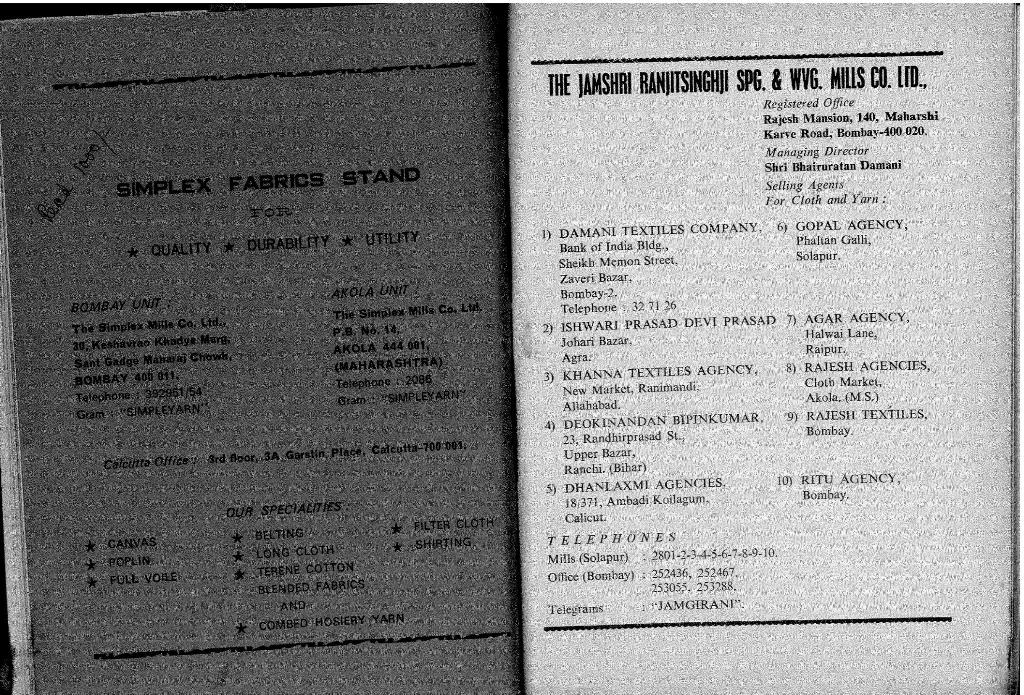 SIMPLEX FABRICS STAND
FOR
★ QUALITY ★ DURABILITY ★ UTILITY
BOMBAY UNIT
The Simplex Mills Co. Ltd.,
30, Keshavrao Khadye Marg,
Sant Gadge Maharaj Chowk,
BOMBAY 400 011.
Telephone : 392951/54
Gram : "SIMPLEYARN"
AKOLA UNIT
The Simplex Mills Co. Ltd.
P.B. No. 14,
AKOLA 444 001,
(MAHARASHTRA)
Telephone : 2086
Gram : "SIMPLEYARN"
Calcutta Office : 3rd floor, 3A Garstin Place, Calcutta-700 001.
OUR SPECIALITIES
★ CANVAS
★ POPLIN
★ FULL VOILE
★ BELTING
★ LONG CLOTH
★ TERENE COTTON
BLENDED FABRICS
AND
★ COMBED HOSIERY YARN
★ FILTER CLOTH
★ SHIRTING
THE JAMSHRI RANJITSINGHJI SPG. & WVG. MILLS CO. LTD.,
Registered Office
Rajesh Mansion, 140, Maharshi
Karve Road, Bombay-400 020.
Managing Director
Shri Bhairuratan Damani
Selling Agents
For Cloth and Yarn :
1) DAMANI TEXTILES COMPANY,
Bank of India Bldg.,
Sheikh Memon Street,
Zaveri Bazar,
Bombay-2.
Telephone : 32 71 26
2) ISHWARI PRASAD DEVI PRASAD
Johari Bazar,
Agra.
3) KHANNA TEXTILES AGENCY,
New Market, Ranimandi,
Allahabad.
4) DEOKINANDAN BIPINKUMAR,
23, Randhirprasad St.,
Upper Bazar,
Ranchi. (Bihar)
5) DHANLAXMI AGENCIES,
18/371, Ambadi Koilagum,
Calicut.
6) GOPAL AGENCY,
Phaltan Galli,
Solapur.
7) AGAR AGENCY,
Halwai Lane,
Raipur.
8) RAJESH AGENCIES,
Cloth Market,
Akola. (M.S.)
9) RAJESH TEXTILES,
Bombay.
10) RITU AGENCY,
Bombay.
TELEPHONES
Mills (Solapur) : 2801-2-3-4-5-6-7-8-9-10.
Office (Bombay) : 252436, 252467,
253055, 253288.
Telegrams : "JAMGIRANI".